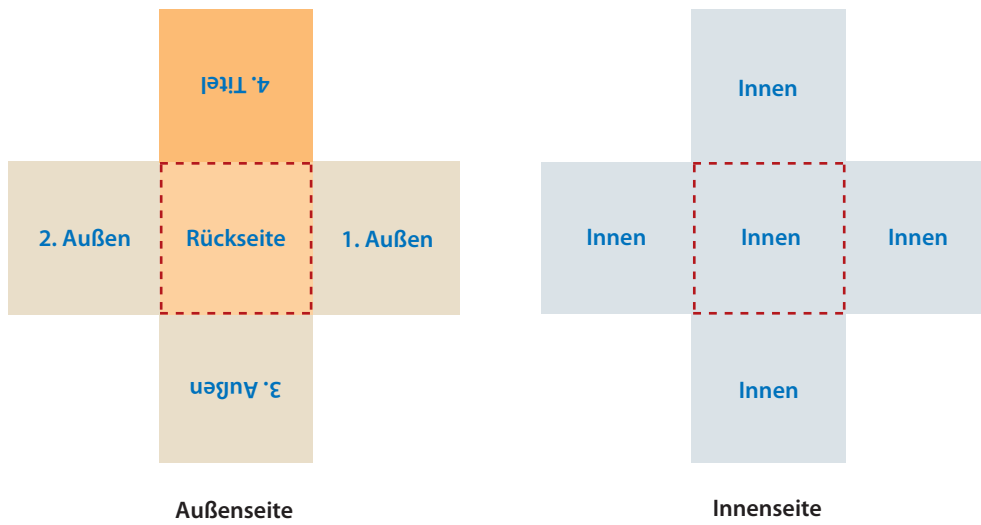 4. Titel
2. Außen
Rückseite
1. Außen
3. Außen
Außenseite
Innen
Innen
Innen
Innen
Innen
Innenseite